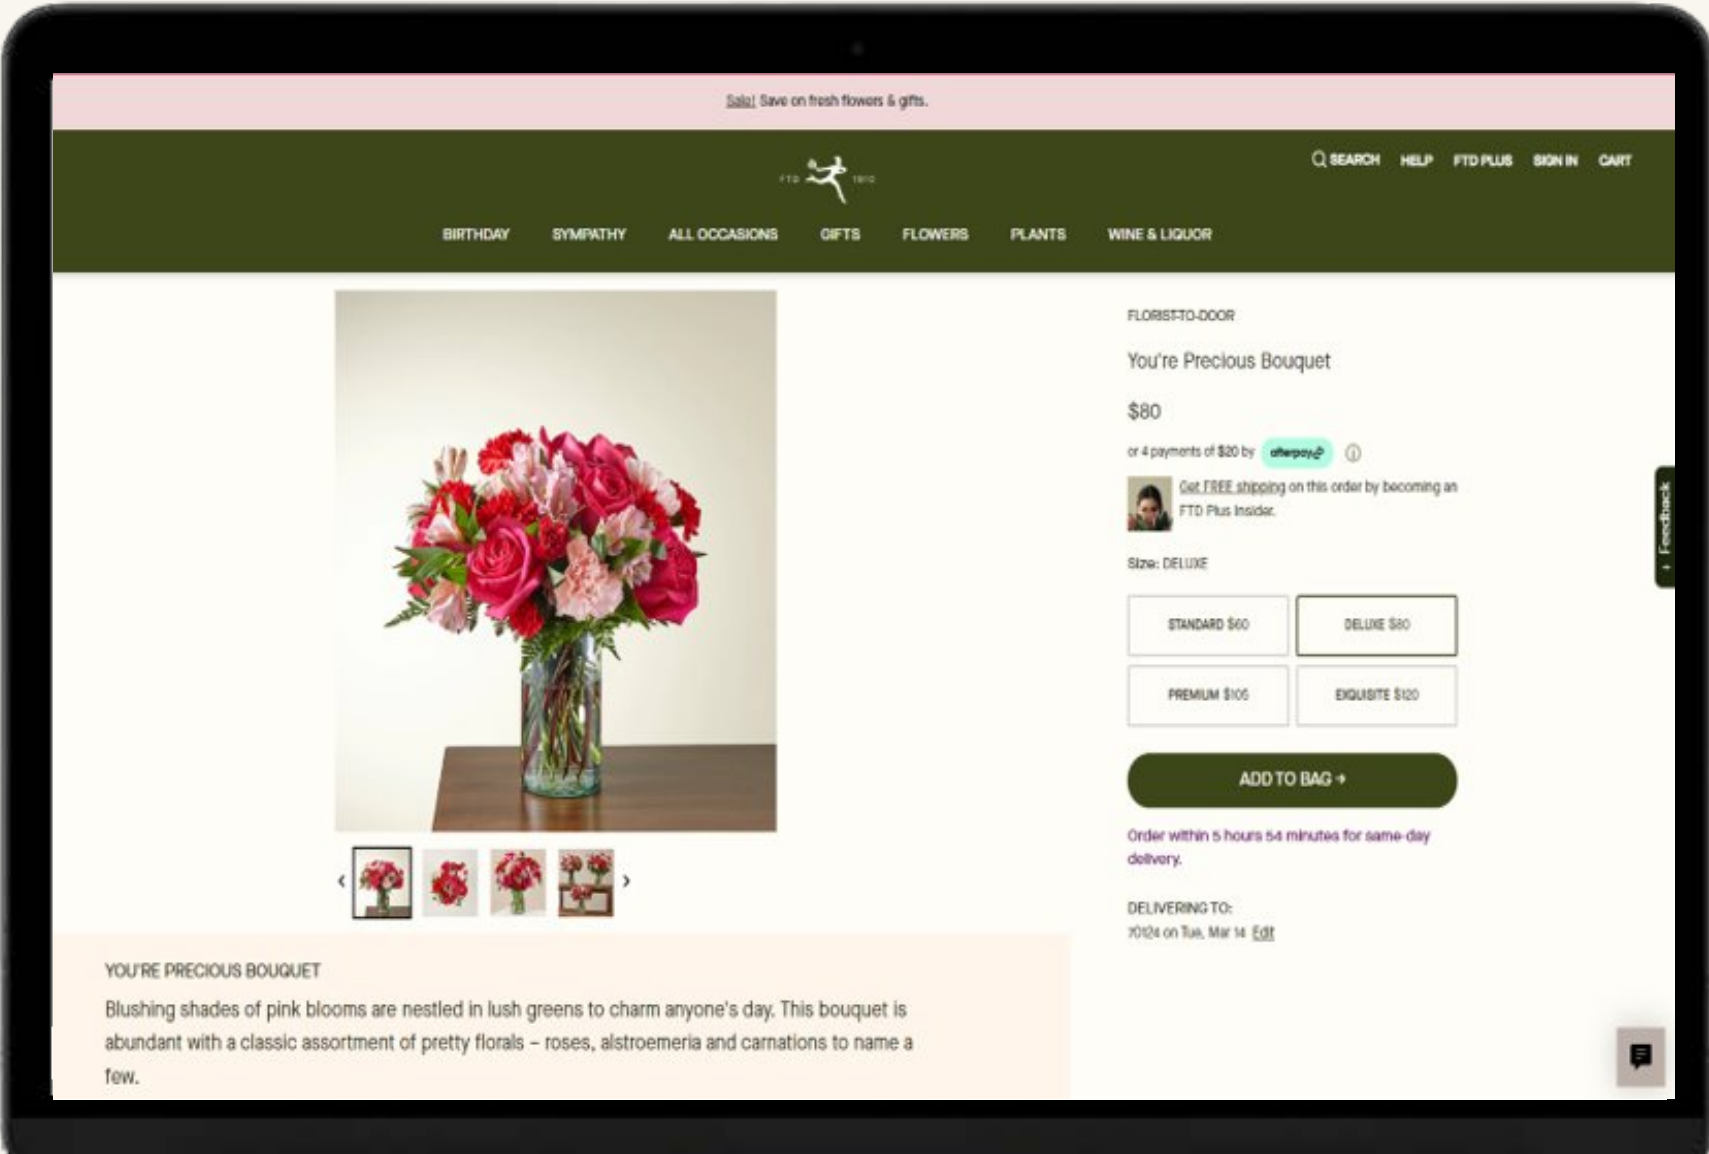 Sale! Save on fresh flowers & gifts.
FTD 1910
SEARCH HELP FTD PLUS SIGN IN CART
BIRTHDAY SYMPATHY ALL OCCASIONS GIFTS FLOWERS PLANTS WINE & LIQUOR
FLORIST-TO-DOOR
You're Precious Bouquet
$80
or 4 payments of $20 by afterpay
Get FREE shipping on this order by becoming an
FTD Plus Insider.
Size: DELUXE
STANDARD $60 DELUXE $80
PREMIUM $105 EXQUISITE $120
ADD TO BAG →
Order within 5 hours 54 minutes for same-day
delivery.
DELIVERING TO:
70124 on Tue, Mar 14 Edit
+ Feedback
YOU'RE PRECIOUS BOUQUET
Blushing shades of pink blooms are nestled in lush greens to charm anyone's day. This bouquet is
abundant with a classic assortment of pretty florals – roses, alstroemeria and carnations to name a
few.